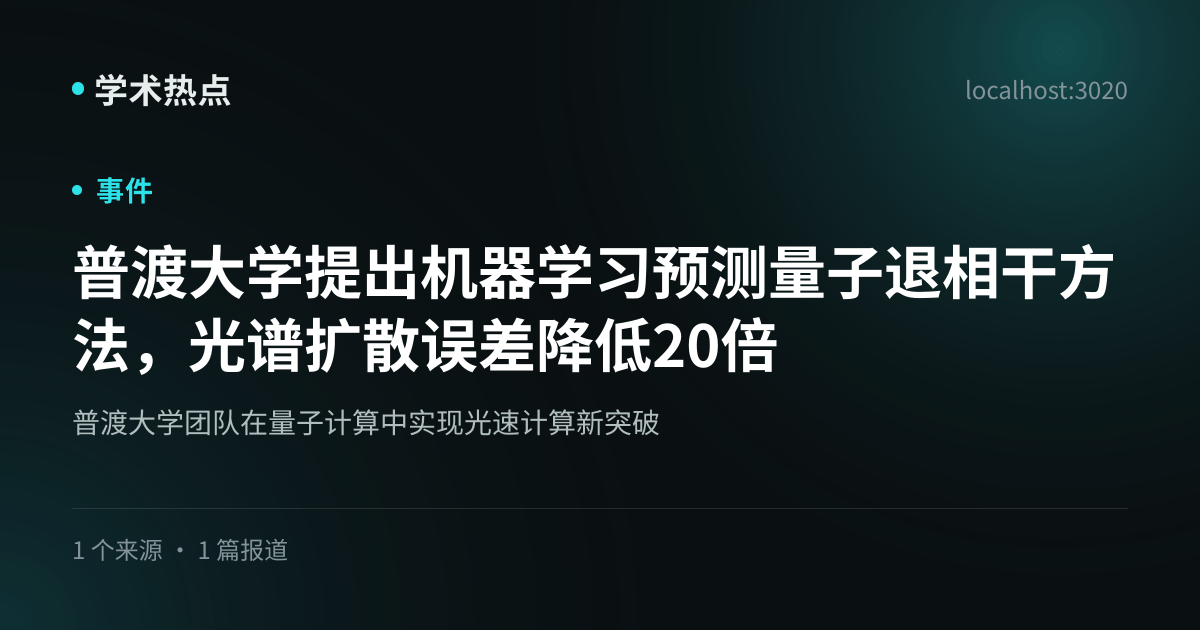 学术热点
localhost:3020
事件
普渡大学提出机器学习预测量子退相干方
法，光谱扩散误差降低20倍
普渡大学团队在量子计算中实现光速计算新突破
1 个来源 · 1 篇报道